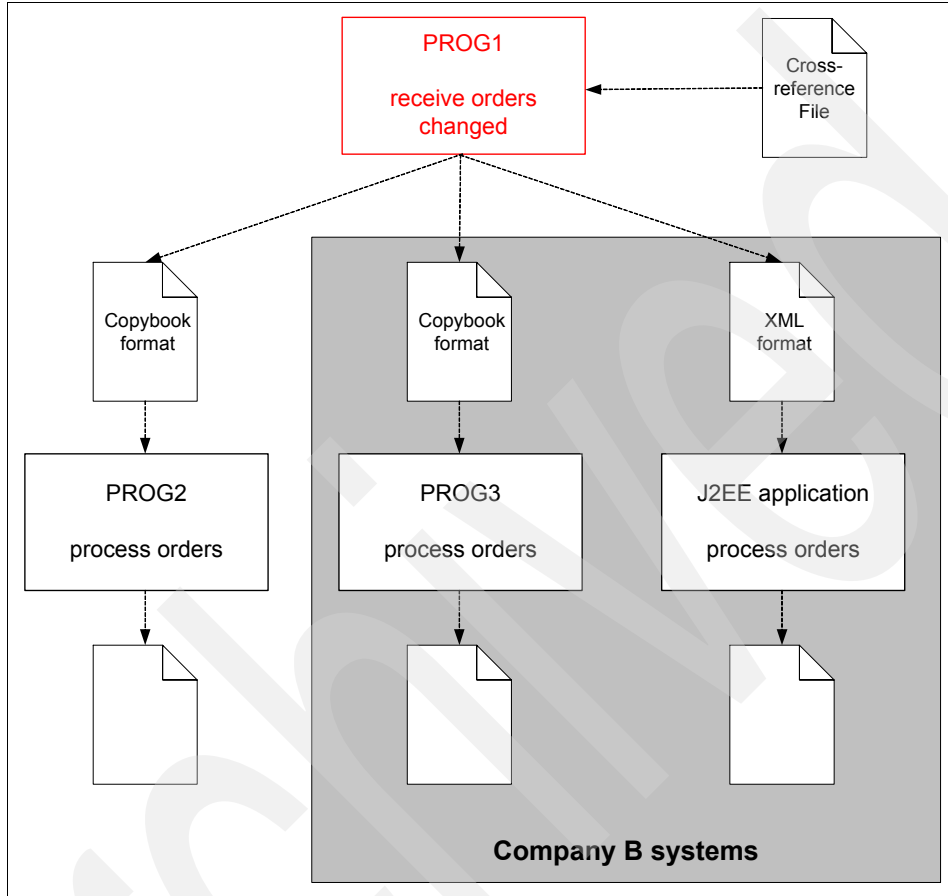 PROG1
receive orders
changed
Cross-
reference
File
Copybook
format
Copybook
format
XML
format
PROG2
process orders
PROG3
process orders
J2EE application
process orders
Company B systems